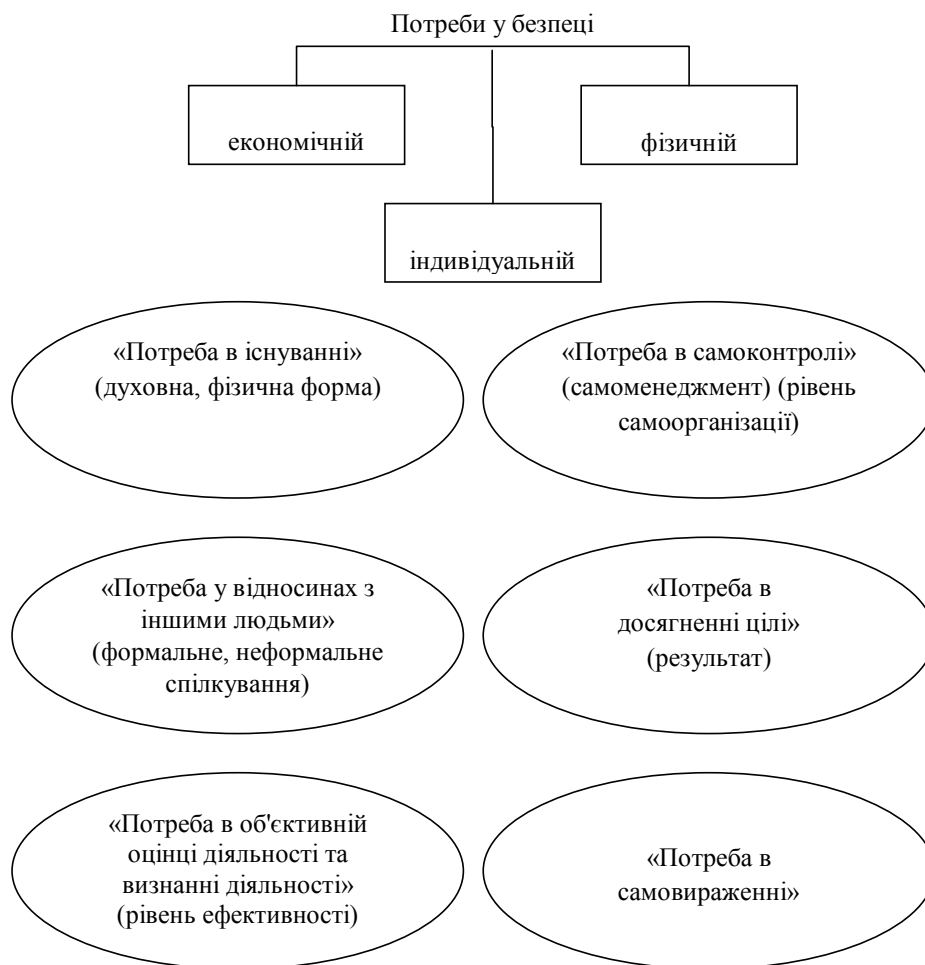 Потреби у безпеці
економічній
фізичній
індивідуальній
«Потреба в існуванні»
(духовна, фізична форма)
«Потреба в самоконтролі»
(самоменеджмент) (рівень
самоорганізації)
«Потреба у відносинах з
іншими людьми»
(формальне, неформальне
спілкування)
«Потреба в
досягненні цілі»
(результат)
«Потреба в об'єктивній
оцінці діяльності та
визнанні діяльності»
(рівень ефективності)
«Потреба в
самовираженні»